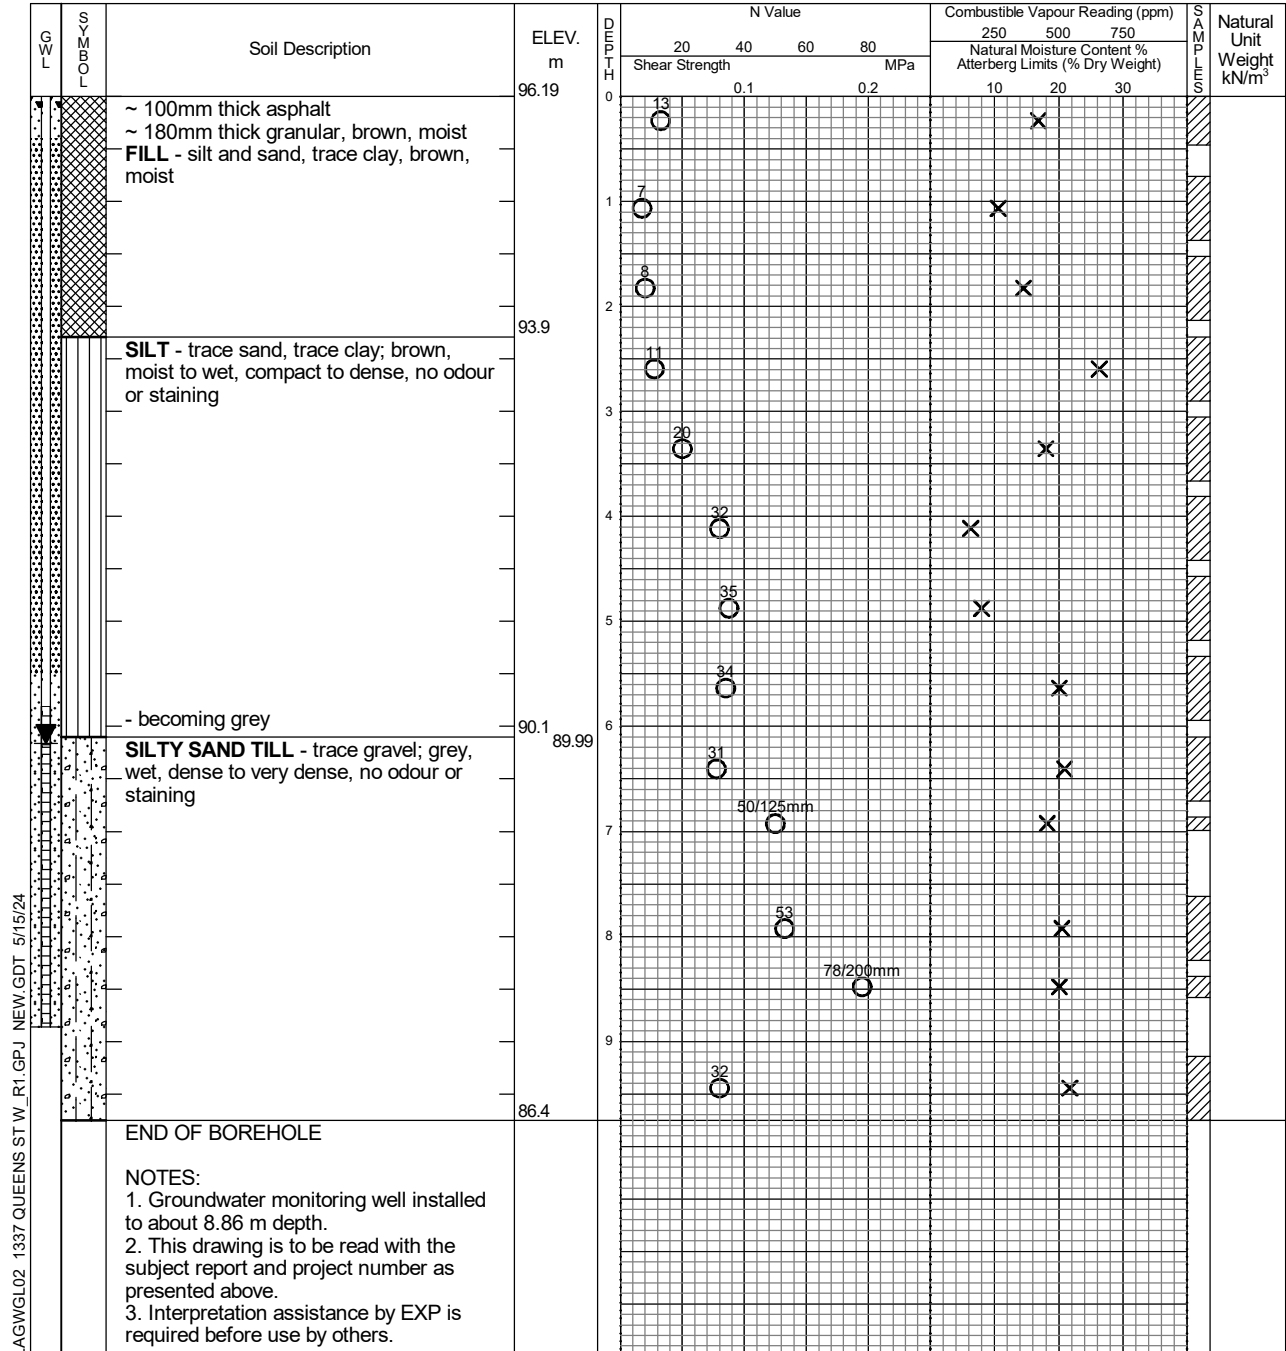 GWL
SYMBOL
Soil Description
ELEV.
m
96.19
DEPTH
N Value
20 40 60 80
Shear Strength MPa
0.1 0.2
Combustible Vapour Reading (ppm)
250 500 750
Natural Moisture Content %
Atterberg Limits (% Dry Weight)
10 20 30
SAMPLES
Natural
Unit
Weight
kN/m³
~ 100mm thick asphalt
~ 180mm thick granular, brown, moist
FILL - silt and sand, trace clay, brown,
moist
93.9
SILT - trace sand, trace clay; brown,
moist to wet, compact to dense, no odour
or staining
- becoming grey
90.1
89.99
SILTY SAND TILL - trace gravel; grey,
wet, dense to very dense, no odour or
staining
86.4
END OF BOREHOLE
NOTES:
1. Groundwater monitoring well installed
to about 8.86 m depth.
2. This drawing is to be read with the
subject report and project number as
presented above.
3. Interpretation assistance by EXP is
required before use by others.
0
13
1
7
8
2
11
3
20
4
32
35
5
34
6
31
50/125mm
7
53
8
78/200mm
9
32
AGWGL02 1337 QUEENS ST W_R1.GPJ NEW.GDT 5/15/24